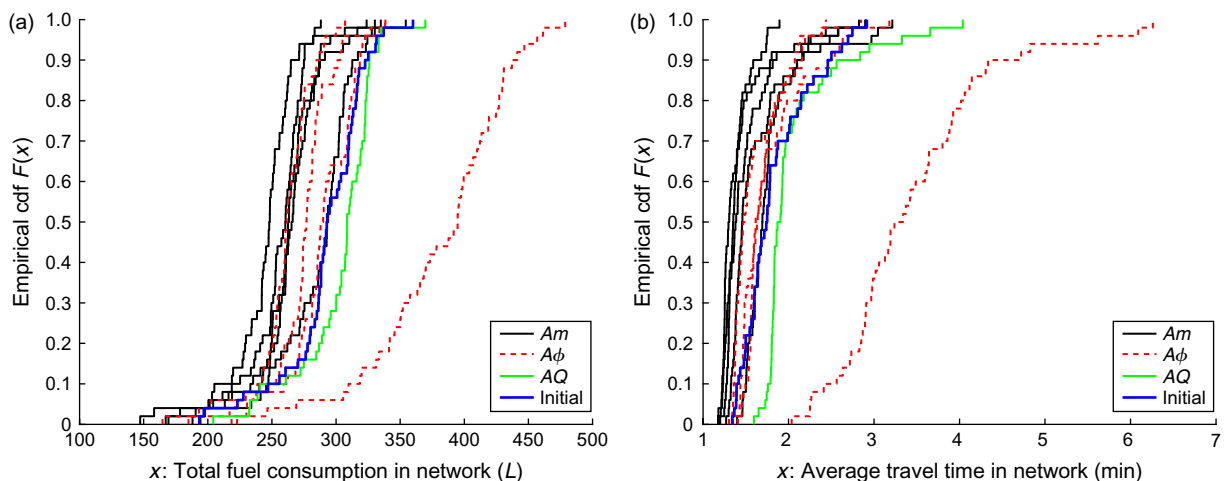 (a)
Empirical cdf F(x)
1.0
0.9
0.8
0.7
0.6
0.5
0.4
0.3
0.2
0.1
0
100 150 200 250 300 350 400 450 500
x: Total fuel consumption in network (L)
Am
Aϕ
AQ
Initial
(b)
Empirical cdf F(x)
1.0
0.9
0.8
0.7
0.6
0.5
0.4
0.3
0.2
0.1
0
1 2 3 4 5 6 7
x: Average travel time in network (min)
Am
Aϕ
AQ
Initial